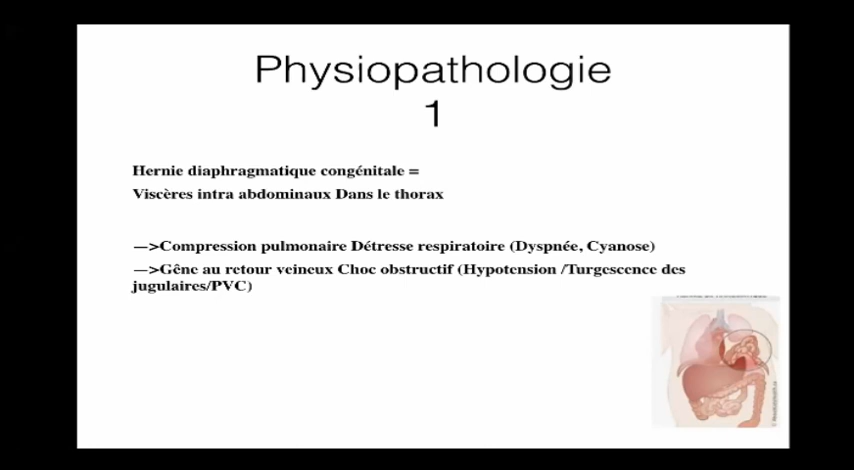 Physiopathologie
1
Hernie diaphragmatique congénitale =
Viscères intra abdominaux Dans le thorax
—>Compression pulmonaire Détresse respiratoire (Dyspnée, Cyanose)
—>Gêne au retour veineux Choc obstructif (Hypotension /Turgescence des
jugulaires/PVC)